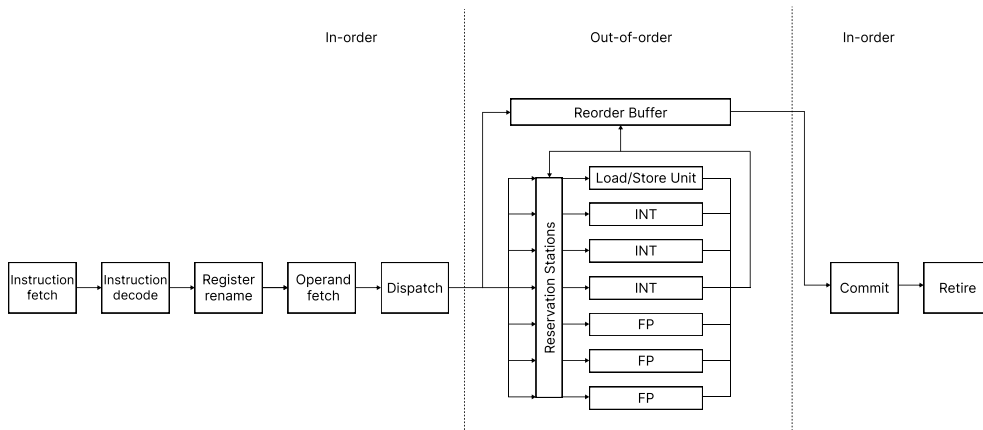 In-order
Out-of-order
In-order
Reorder Buffer
Load/Store Unit
INT
INT
INT
FP
FP
FP
Reservation Stations
Instruction
fetch
Instruction
decode
Register
rename
Operand
fetch
Dispatch
Commit
Retire